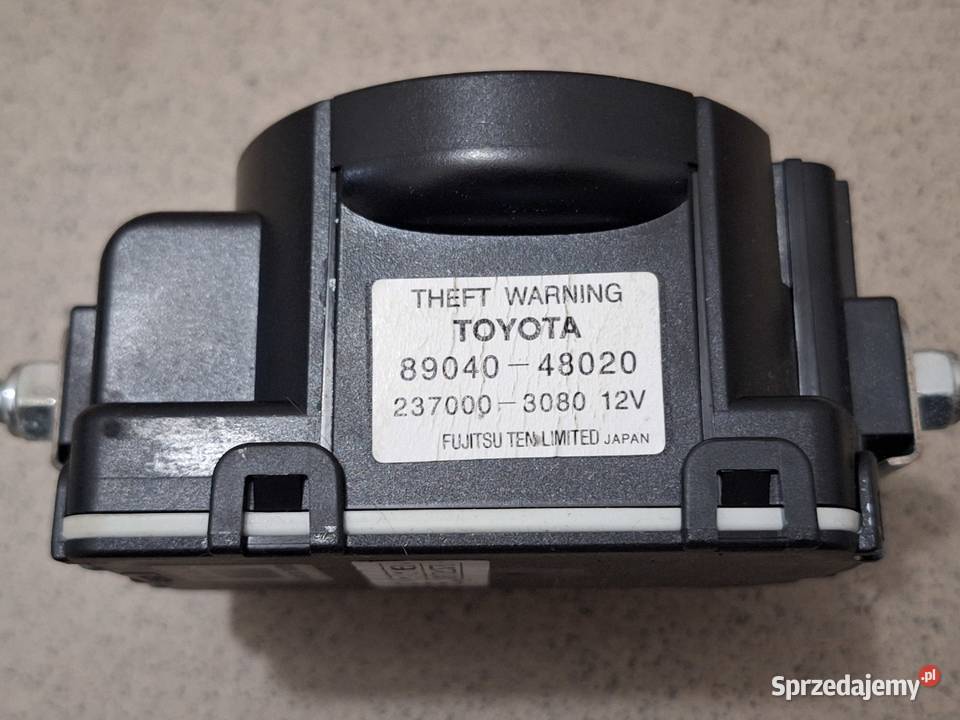 THEFT WARNING
TOYOTA
89040-48020
237000-3080 12V
FUJITSU TEN LIMITED JAPAN
Sprzedajemy.pl